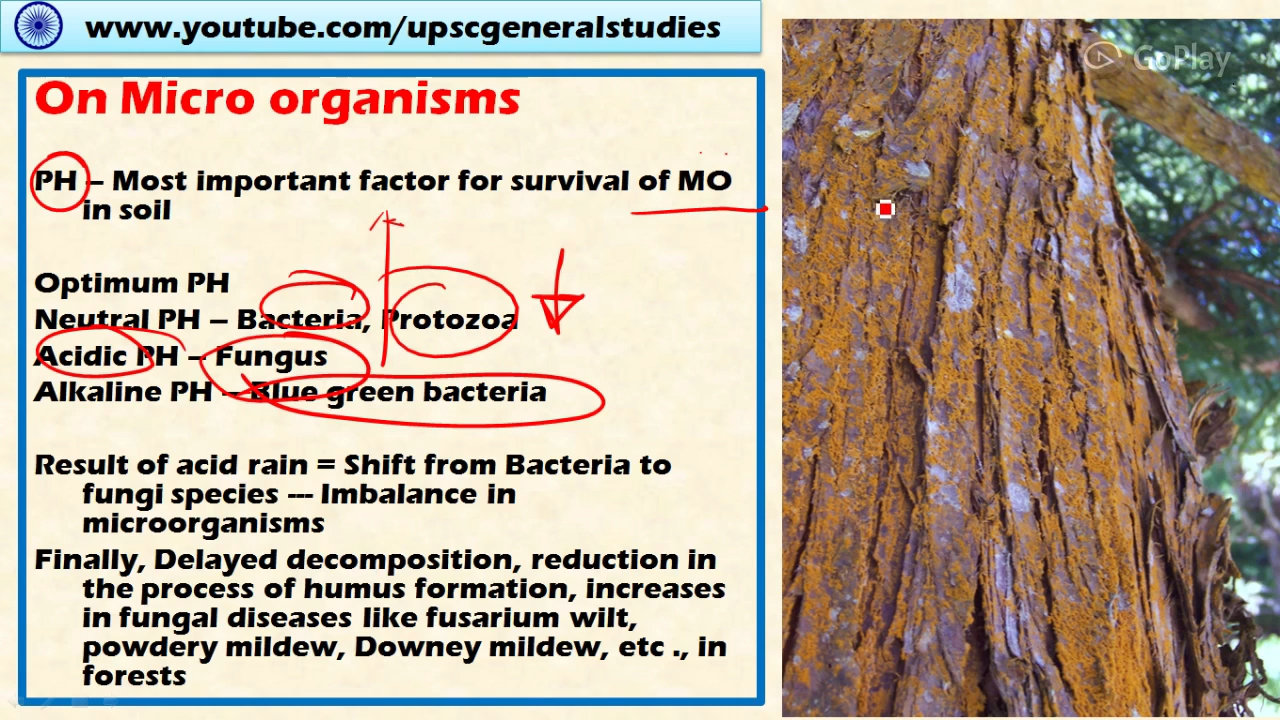 www.youtube.com/upscgeneralstudies
GoPlay
On Micro organisms
PH – Most important factor for survival of MO
in soil
Optimum PH
Neutral PH – Bacteria, Protozoa
Acidic PH – Fungus
Alkaline PH – Blue green bacteria
Result of acid rain = Shift from Bacteria to
fungi species --- Imbalance in
microorganisms
Finally, Delayed decomposition, reduction in
the process of humus formation, increases
in fungal diseases like fusarium wilt,
powdery mildew, Downey mildew, etc ., in
forests